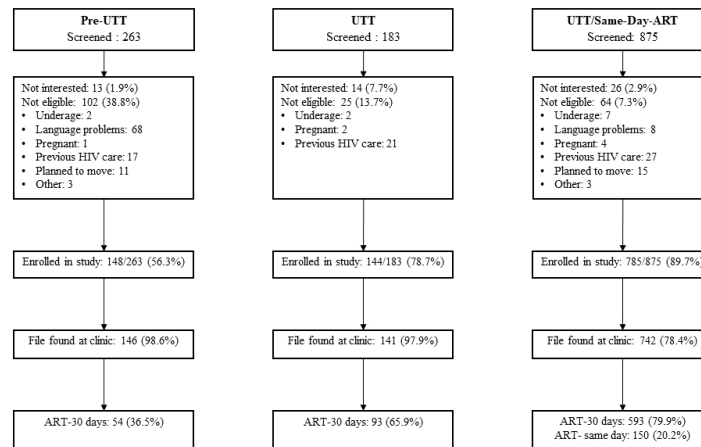 Pre-UTT
Screened : 263
Not interested: 13 (1.9%)
Not eligible: 102 (38.8%)
• Underage: 2
• Language problems: 68
• Pregnant: 1
• Previous HIV care: 17
• Planned to move: 11
• Other: 3
Enrolled in study: 148/263 (56.3%)
File found at clinic: 146 (98.6%)
ART-30 days: 54 (36.5%)
UTT
Screened: 183
Not interested: 14 (7.7%)
Not eligible: 25 (13.7%)
• Underage: 2
• Pregnant: 2
• Previous HIV care: 21
Enrolled in study: 144/183 (78.7%)
File found at clinic: 141 (97.9%)
ART-30 days: 93 (65.9%)
UTT/Same-Day-ART
Screened: 875
Not interested: 26 (2.9%)
Not eligible: 64 (7.3%)
• Underage: 7
• Language problems: 8
• Pregnant: 4
• Previous HIV care: 27
• Planned to move: 15
• Other: 3
Enrolled in study: 785/875 (89.7%)
File found at clinic: 742 (78.4%)
ART-30 days: 593 (79.9%)
ART- same day: 150 (20.2%)